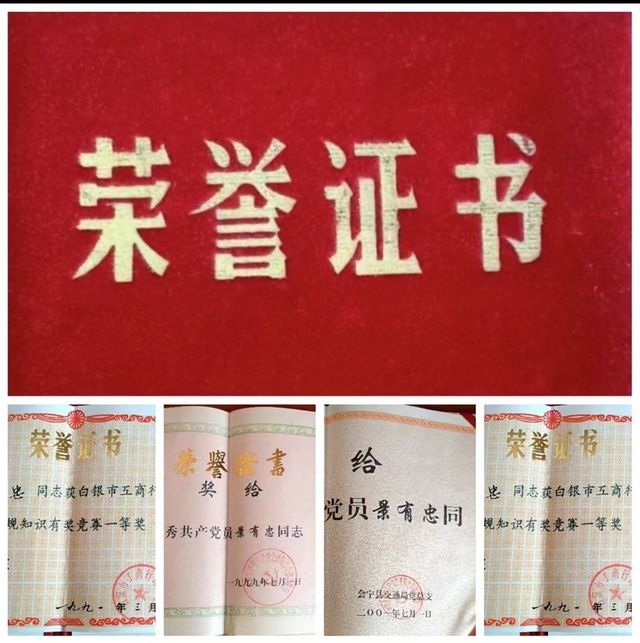 荣誉证书
荣誉证书
忠 同志获白银市工商行
规知识有奖竞赛一等奖
一九九一年三月
荣譽證書
奖 给
秀共产党员景有忠同志
一九九九年七月一日
给
党员景有忠同
会宁县交通局党总支
二〇〇一年七月一日
荣誉证书
忠 同志获白银市工商行
规知识有奖竞赛一等奖
一九九一年三月